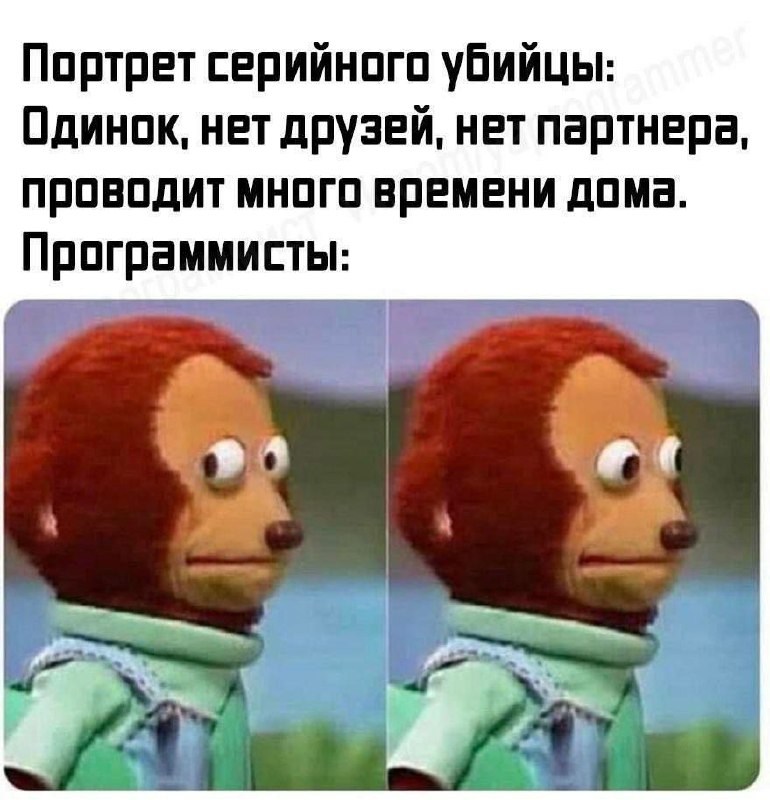 Портрет серийного убийцы:
Одинок, нет друзей, нет партнера,
проводит много времени дома.
Программисты: